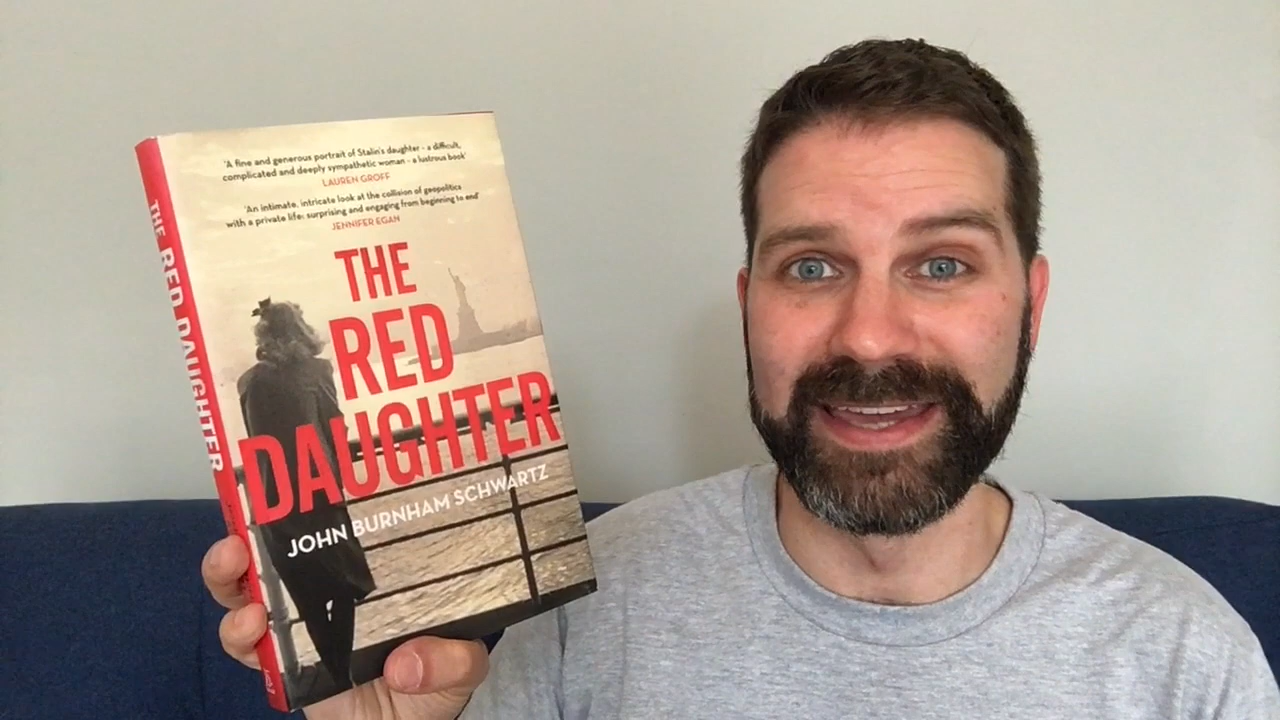 'A fine and generous portrait of Stalin's daughter - a difficult,
complicated and deeply sympathetic woman - a lustrous book'
LAUREN GROFF
'An intimate, intricate look at the collision of geopolitics
with a private life: surprising and engaging from beginning to end'
JENNIFER EGAN
THE
RED
DAUGHTER
JOHN BURNHAM SCHWARTZ
THE RED DAUGHTER